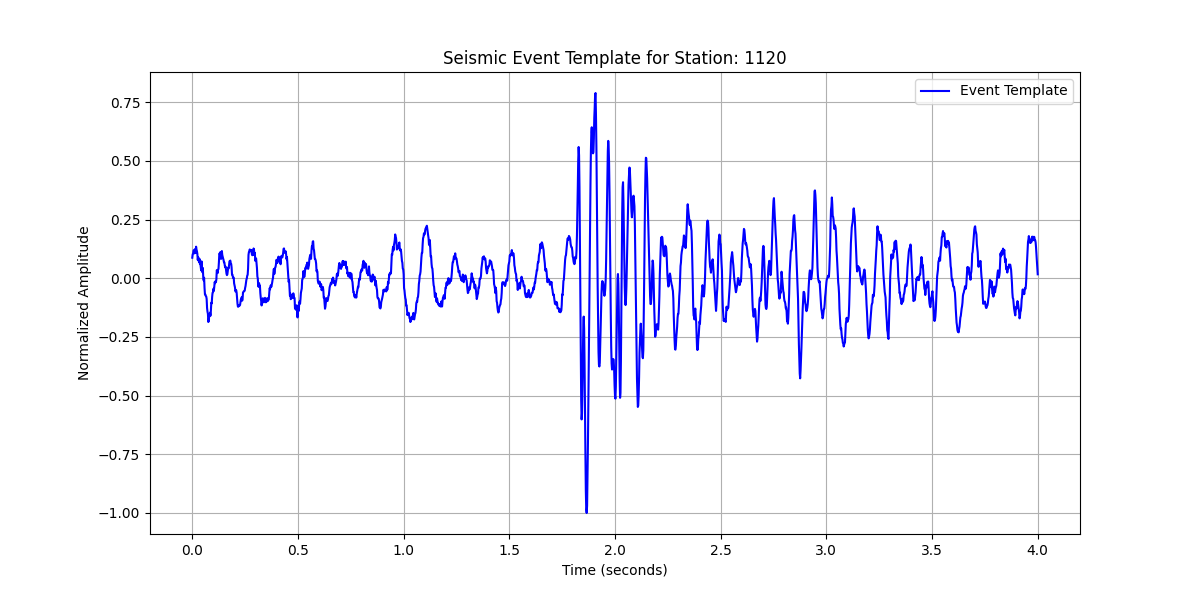 Seismic Event Template for Station: 1120
Event Template
0.75
0.50
0.25
0.00
−0.25
−0.50
−0.75
−1.00
Normalized Amplitude
0.0 0.5 1.0 1.5 2.0 2.5 3.0 3.5 4.0
Time (seconds)